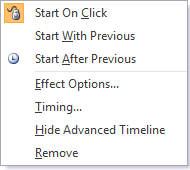 Start On Click
Start With Previous
Start After Previous
Effect Options...
Timing...
Hide Advanced Timeline
Remove